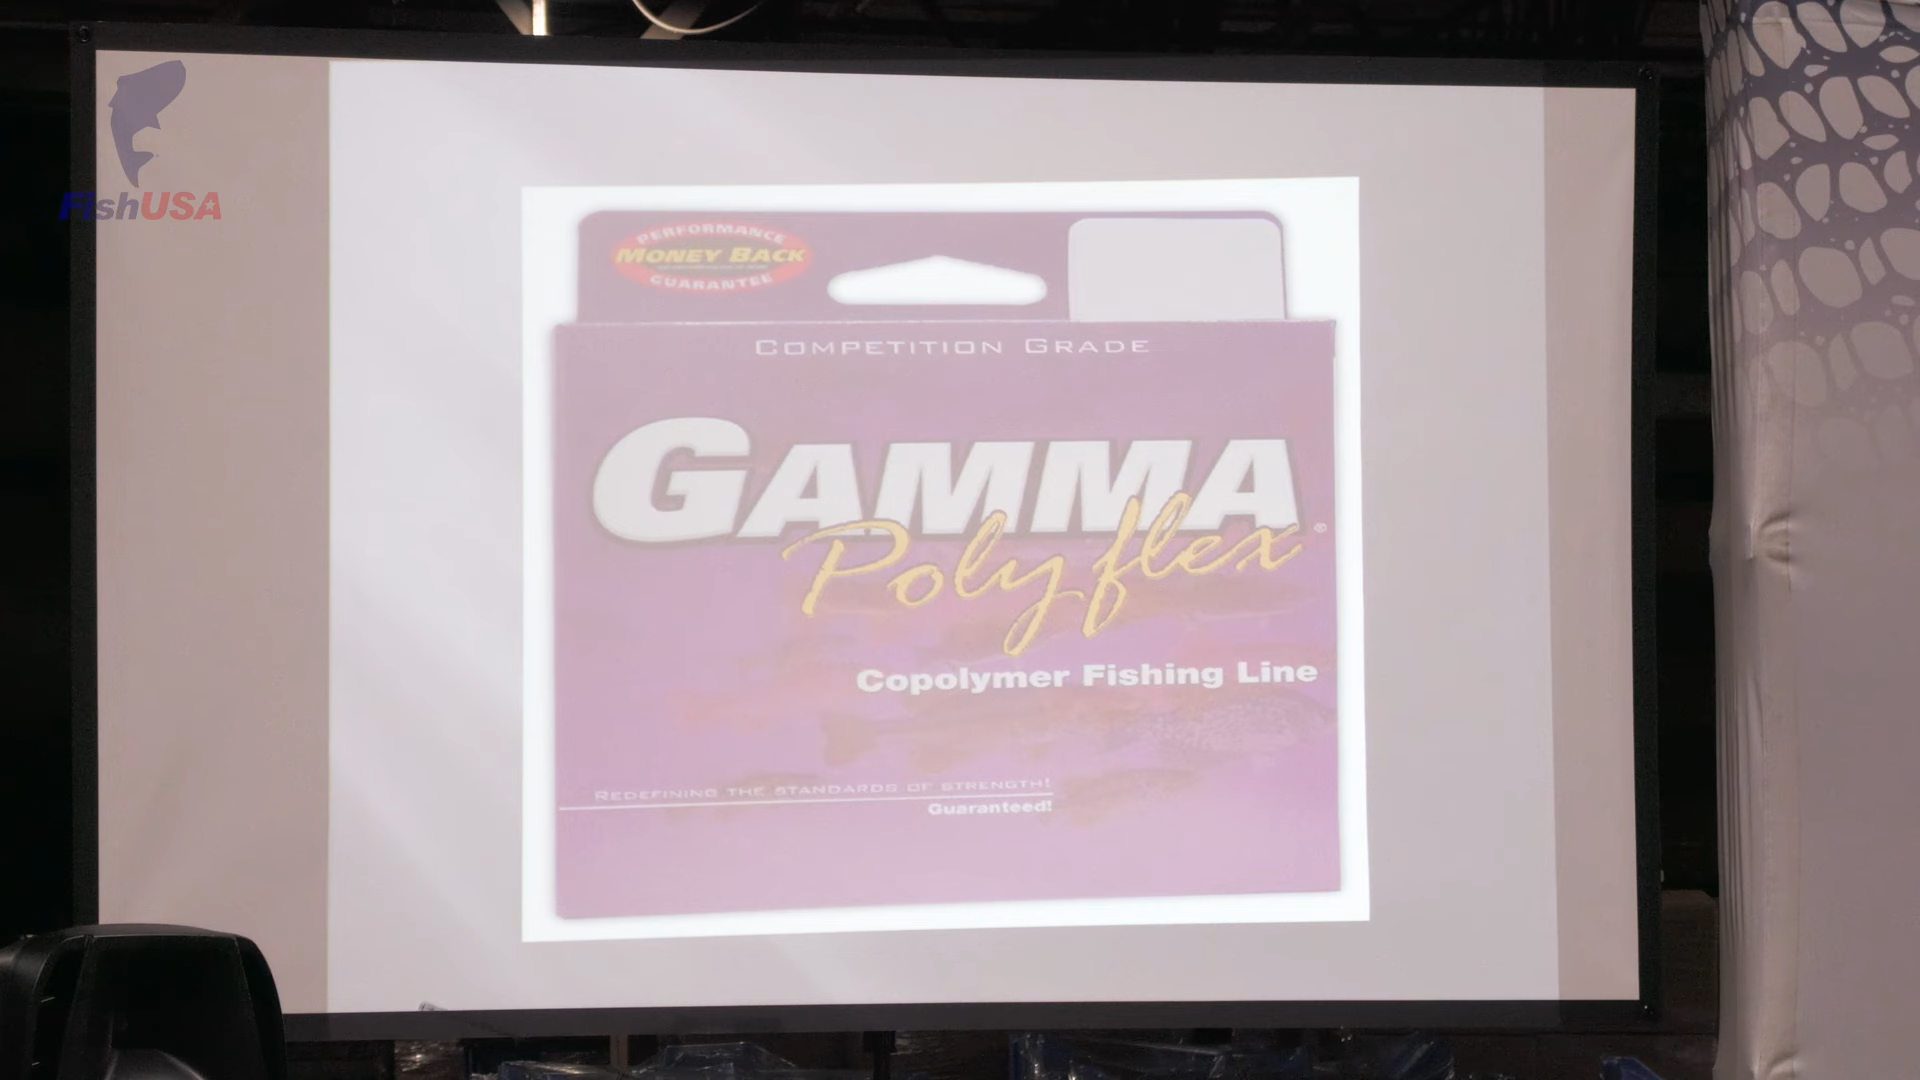 FishUSA
PERFORMANCE
MONEY BACK
GUARANTEE
COMPETITION GRADE
GAMMA
Polyflex®
Copolymer Fishing Line
REDEFINING THE STANDARDS OF STRENGTH!
Guaranteed!